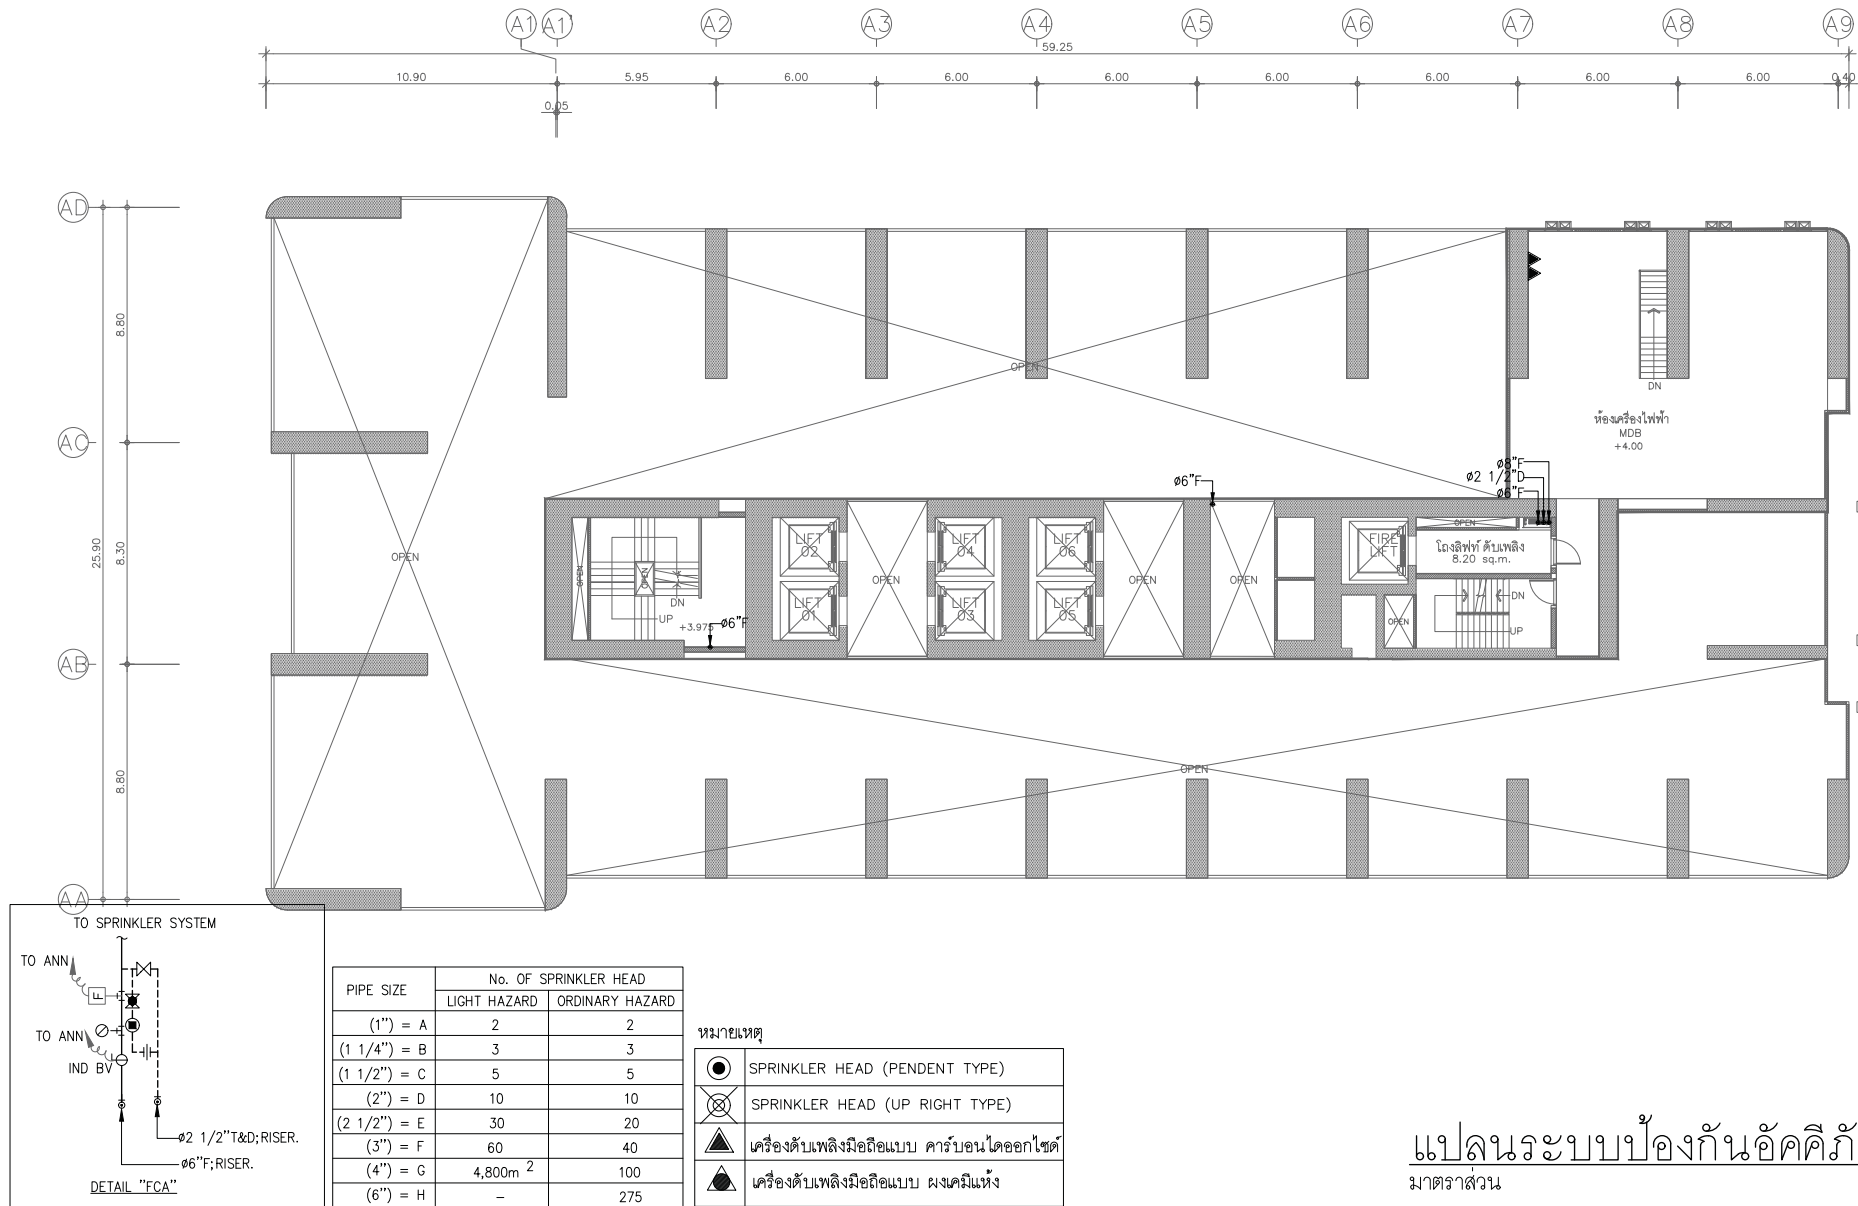 A1 A1' A2 A3 A4 A5 A6 A7 A8 A9
59.25
10.90 5.95 6.00 6.00 6.00 6.00 6.00 6.00 6.00 0.40
0.05
AD
8.80
AC
25.90
8.30
AB
8.80
AA
OPEN
OPEN
DN
ห้องเครื่องไฟฟ้า
MDB
+4.00
ø8"F
ø2 1/2"D
ø6"F
ø6"F
OPEN
OPEN
DN
UP
+3.975
ø6"F
LIFT
02
LIFT
01
OPEN
LIFT
04
LIFT
03
LIFT
06
LIFT
05
OPEN
OPEN
FIRE
LIFT
OPEN
โถงลิฟท์ ดับเพลิง
8.20 sq.m.
OPEN
DN
UP
OPEN
TO SPRINKLER SYSTEM
TO ANN
F
TO ANN
IND BV
ø2 1/2"T&D;RISER.
ø6"F;RISER.
DETAIL "FCA"
PIPE SIZE No. OF SPRINKLER HEAD
LIGHT HAZARD ORDINARY HAZARD
(1") = A 2 2
(1 1/4") = B 3 3
(1 1/2") = C 5 5
(2") = D 10 10
(2 1/2") = E 30 20
(3") = F 60 40
(4") = G 4,800m 2 100
(6") = H – 275
หมายเหตุ
SPRINKLER HEAD (PENDENT TYPE)
SPRINKLER HEAD (UP RIGHT TYPE)
เครื่องดับเพลิงมือถือแบบ คาร์บอนไดออกไซด์
เครื่องดับเพลิงมือถือแบบ ผงเคมีแห้ง
แปลนระบบป้องกันอัคคีภั
มาตราส่วน